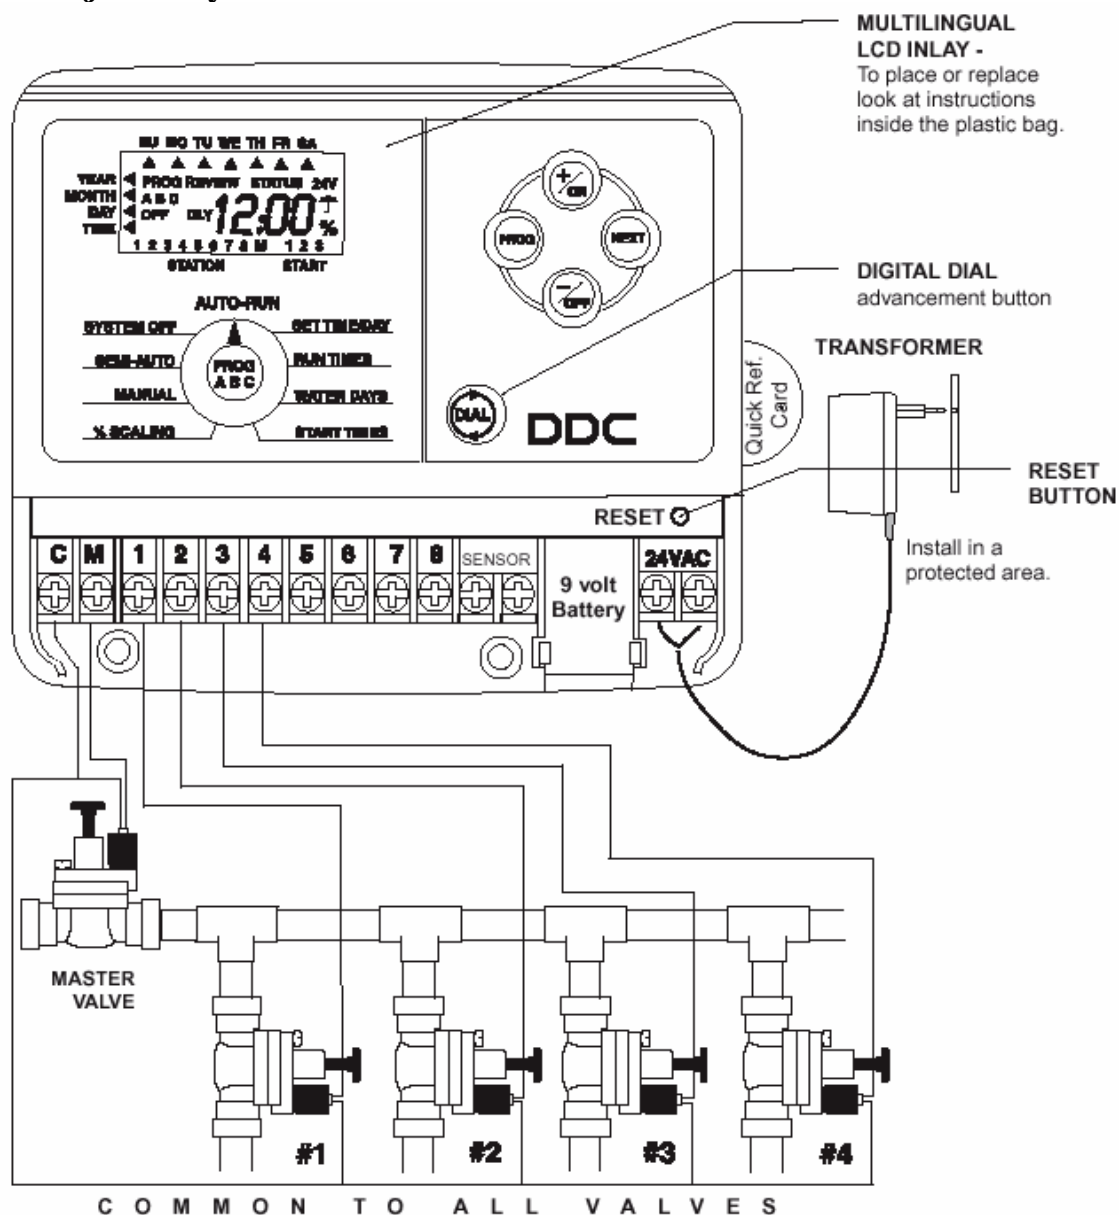 MULTILINGUAL
LCD INLAY -
To place or replace
look at instructions
inside the plastic bag.
SU MO TU WE TH FR SA
YEAR
MONTH
DAY
TIME
PROG REVIEW STATUS 24V
A B C
OFF DLY 12:00 %
1 2 3 4 5 6 7 8 M 1 2 3
STATION START
AUTO-RUN
SYSTEM OFF
SEMI-AUTO
MANUAL
% SCALING
SET TIME/DAY
RUN TIMES
WATER DAYS
START TIMES
PROG
A B C
+
ON
PROG
NEXT
-
OFF
DIAL
DDC
DIGITAL DIAL
advancement button
TRANSFORMER
Quick Ref.
Card
RESET
BUTTON
Install in a
protected area.
RESET
C M 1 2 3 4 5 6 7 8 SENSOR 24VAC
9 volt
Battery
MASTER
VALVE
#1 #2 #3 #4
COMMON TO ALL VALVES